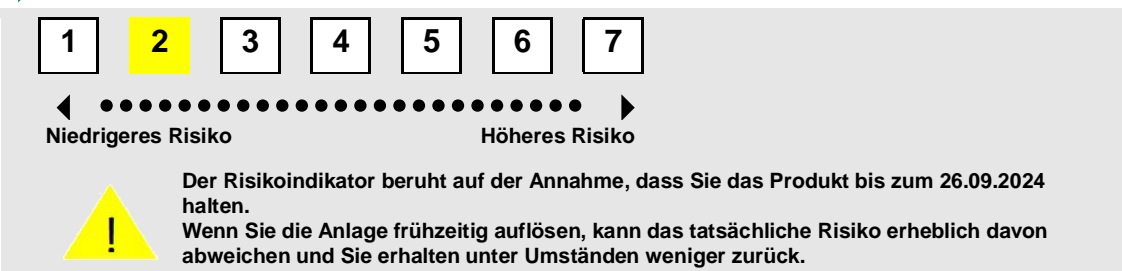 1 2 3 4 5 6 7
Niedrigeres Risiko Höheres Risiko
Der Risikoindikator beruht auf der Annahme, dass Sie das Produkt bis zum 26.09.2024
halten.
Wenn Sie die Anlage frühzeitig auflösen, kann das tatsächliche Risiko erheblich davon
abweichen und Sie erhalten unter Umständen weniger zurück.
!